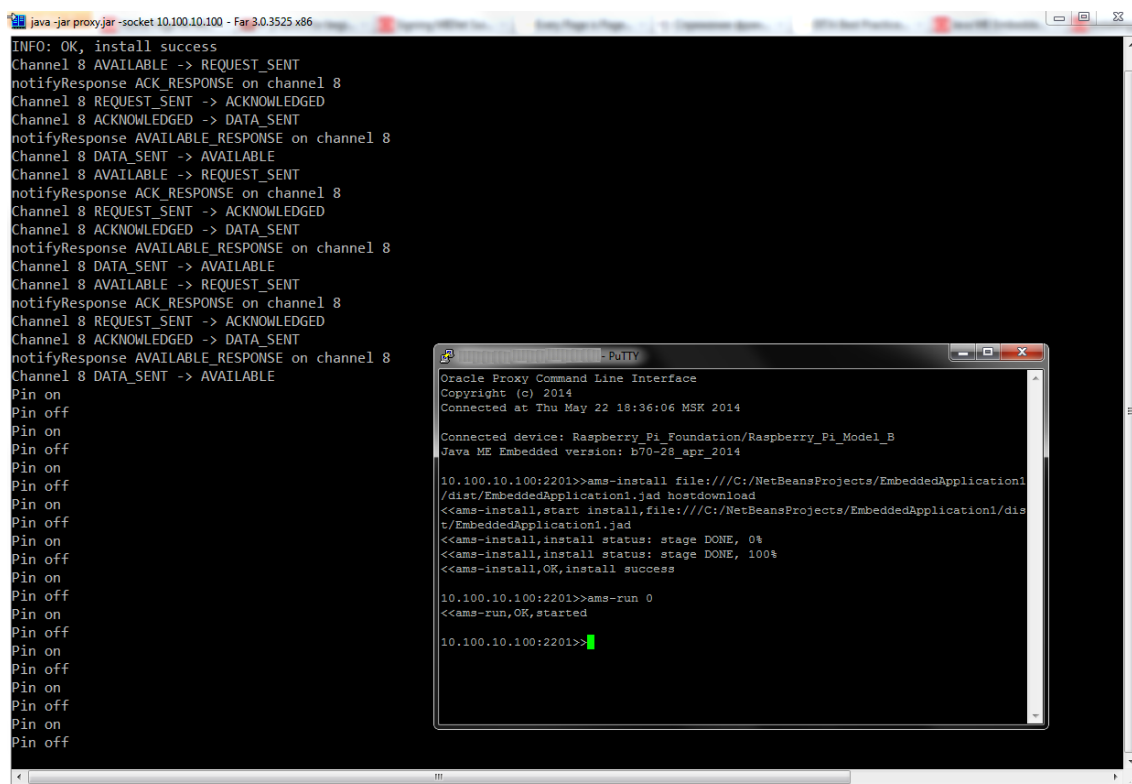 java -jar proxy.jar -socket 10.100.10.100 - Far 3.0.3525 x86
INFO: OK, install success
Channel 8 AVAILABLE -> REQUEST_SENT
notifyResponse ACK_RESPONSE on channel 8
Channel 8 REQUEST_SENT -> ACKNOWLEDGED
Channel 8 ACKNOWLEDGED -> DATA_SENT
notifyResponse AVAILABLE_RESPONSE on channel 8
Channel 8 DATA_SENT -> AVAILABLE
Channel 8 AVAILABLE -> REQUEST_SENT
notifyResponse ACK_RESPONSE on channel 8
Channel 8 REQUEST_SENT -> ACKNOWLEDGED
Channel 8 ACKNOWLEDGED -> DATA_SENT
notifyResponse AVAILABLE_RESPONSE on channel 8
Channel 8 DATA_SENT -> AVAILABLE
Channel 8 AVAILABLE -> REQUEST_SENT
notifyResponse ACK_RESPONSE on channel 8
Channel 8 REQUEST_SENT -> ACKNOWLEDGED
Channel 8 ACKNOWLEDGED -> DATA_SENT
notifyResponse AVAILABLE_RESPONSE on channel 8
Channel 8 DATA_SENT -> AVAILABLE
Pin on
Pin off
Pin on
Pin off
Pin on
Pin off
Pin on
Pin off
Pin on
Pin off
Pin on
Pin off
Pin on
Pin off
Pin on
Pin off
Pin on
Pin off
Pin on
Pin off
- PuTTY
Oracle Proxy Command Line Interface
Copyright (c) 2014
Connected at Thu May 22 18:36:06 MSK 2014
Connected device: Raspberry_Pi_Foundation/Raspberry_Pi_Model_B
Java ME Embedded version: b70-28_apr_2014
10.100.10.100:2201>>ams-install file:///C:/NetBeansProjects/EmbeddedApplication1
/dist/EmbeddedApplication1.jad hostdownload
<<ams-install,start install,file:///C:/NetBeansProjects/EmbeddedApplication1/dis
t/EmbeddedApplication1.jad
<<ams-install,install status: stage DONE, 0%
<<ams-install,install status: stage DONE, 100%
<<ams-install,OK,install success
10.100.10.100:2201>>ams-run 0
<<ams-run,OK,started
10.100.10.100:2201>>